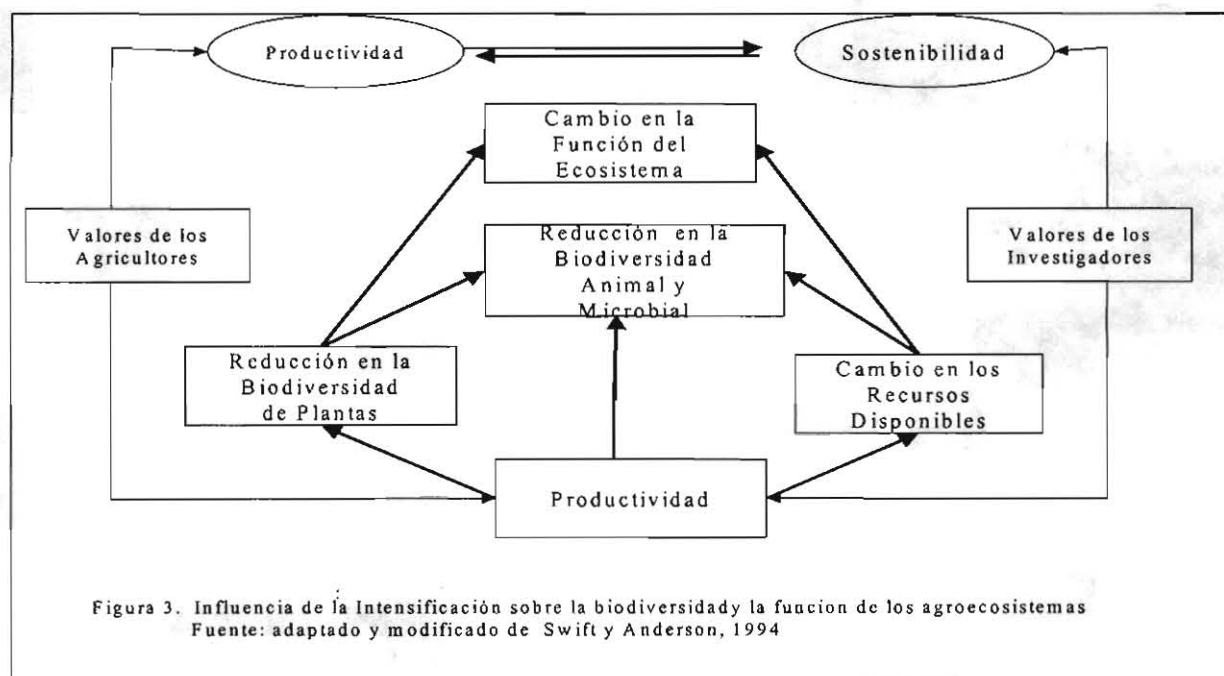 Productividad
Sostenibilidad
Cambio en la
Función del
Ecosistema
Valores de los
Agricultores
Reducción en la
Biodiversidad
Animal y
Microbial
Valores de los
Investigadores
Reducción en la
Biodiversidad
de Plantas
Cambio en los
Recursos
Disponibles
Productividad
Figura 3. Influencia de la Intensificación sobre la biodiversidad y la funcion de los agroecosistemas
Fuente: adaptado y modificado de Swift y Anderson, 1994